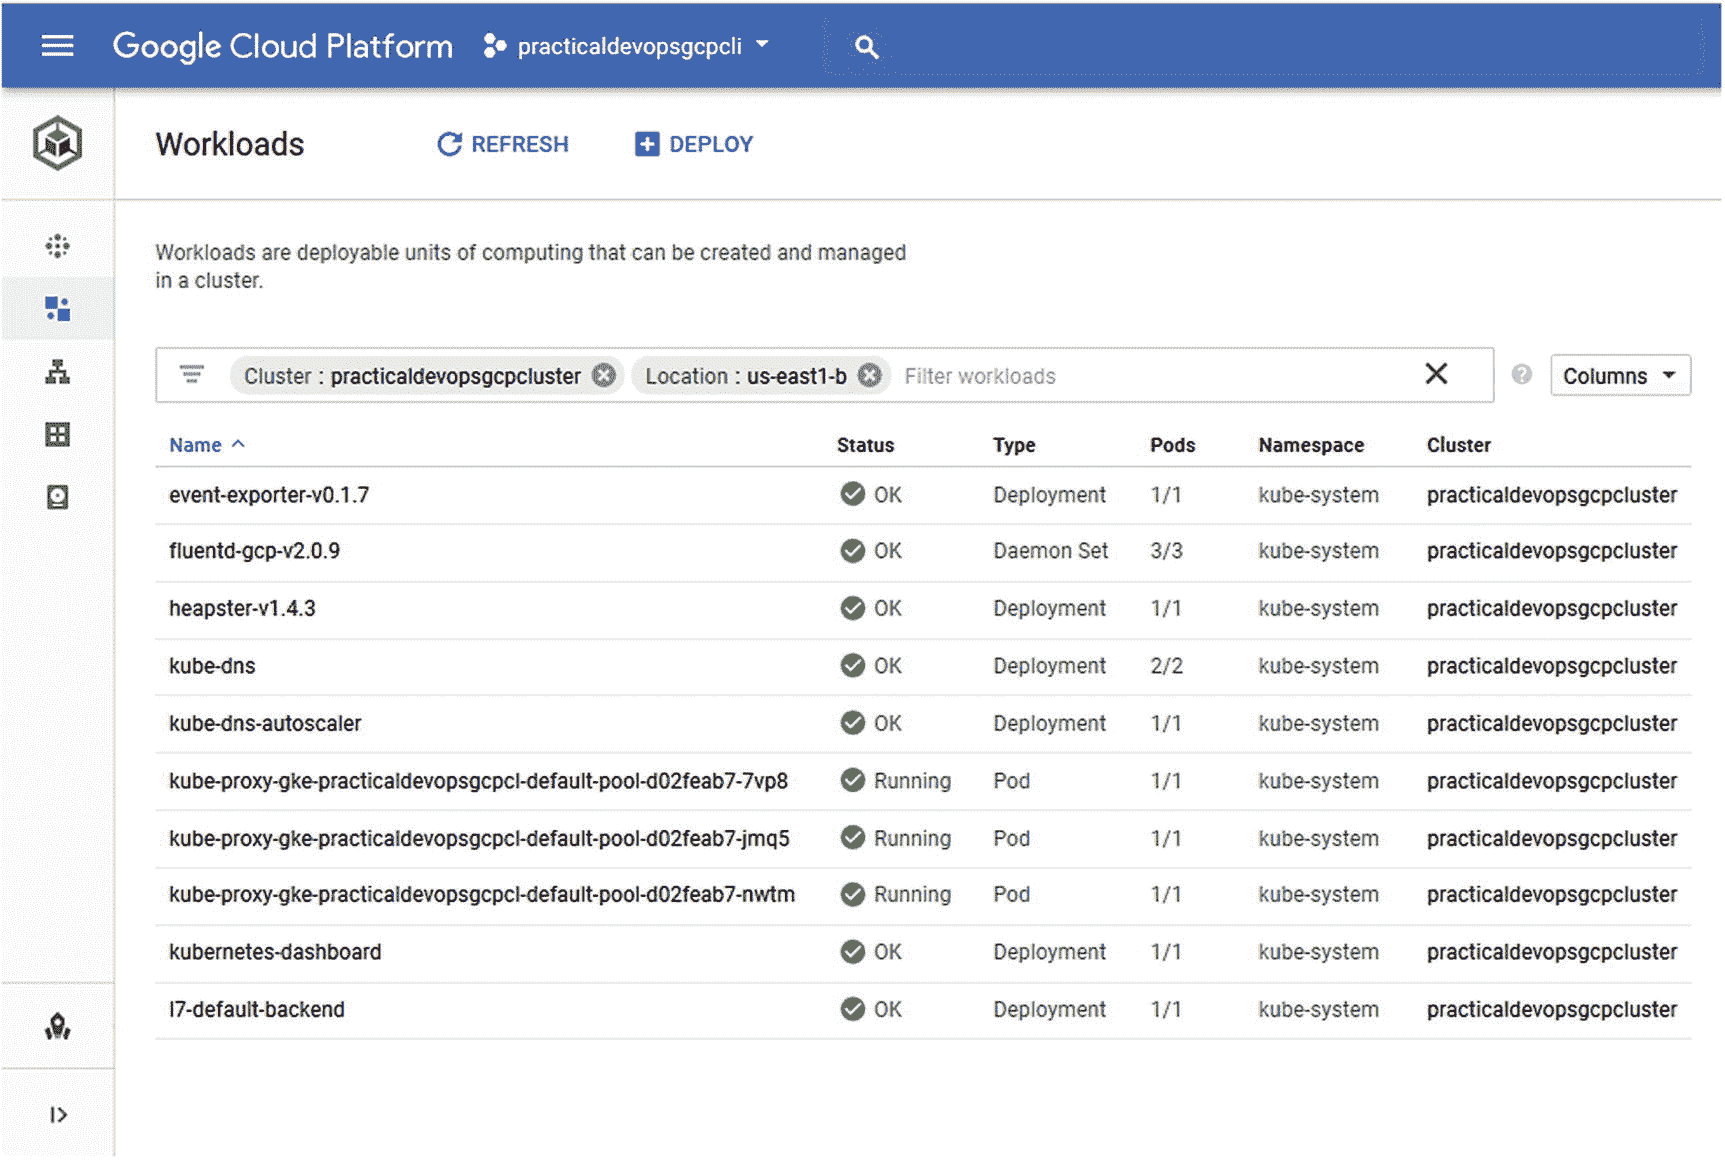 Google Cloud Platform practicaldevopsgcpcli
Workloads REFRESH DEPLOY
Workloads are deployable units of computing that can be created and managed
in a cluster.
Cluster : practicaldevopsgcpcluster Location : us-east1-b Filter workloads Columns
Name Status Type Pods Namespace Cluster
event-exporter-v0.1.7 OK Deployment 1/1 kube-system practicaldevopsgcpcluster
fluentd-gcp-v2.0.9 OK Daemon Set 3/3 kube-system practicaldevopsgcpcluster
heapster-v1.4.3 OK Deployment 1/1 kube-system practicaldevopsgcpcluster
kube-dns OK Deployment 2/2 kube-system practicaldevopsgcpcluster
kube-dns-autoscaler OK Deployment 1/1 kube-system practicaldevopsgcpcluster
kube-proxy-gke-practicaldevopsgcpcl-default-pool-d02feab7-7vp8 Running Pod 1/1 kube-system practicaldevopsgcpcluster
kube-proxy-gke-practicaldevopsgcpcl-default-pool-d02feab7-jmq5 Running Pod 1/1 kube-system practicaldevopsgcpcluster
kube-proxy-gke-practicaldevopsgcpcl-default-pool-d02feab7-nwtm Running Pod 1/1 kube-system practicaldevopsgcpcluster
kubernetes-dashboard OK Deployment 1/1 kube-system practicaldevopsgcpcluster
l7-default-backend OK Deployment 1/1 kube-system practicaldevopsgcpcluster